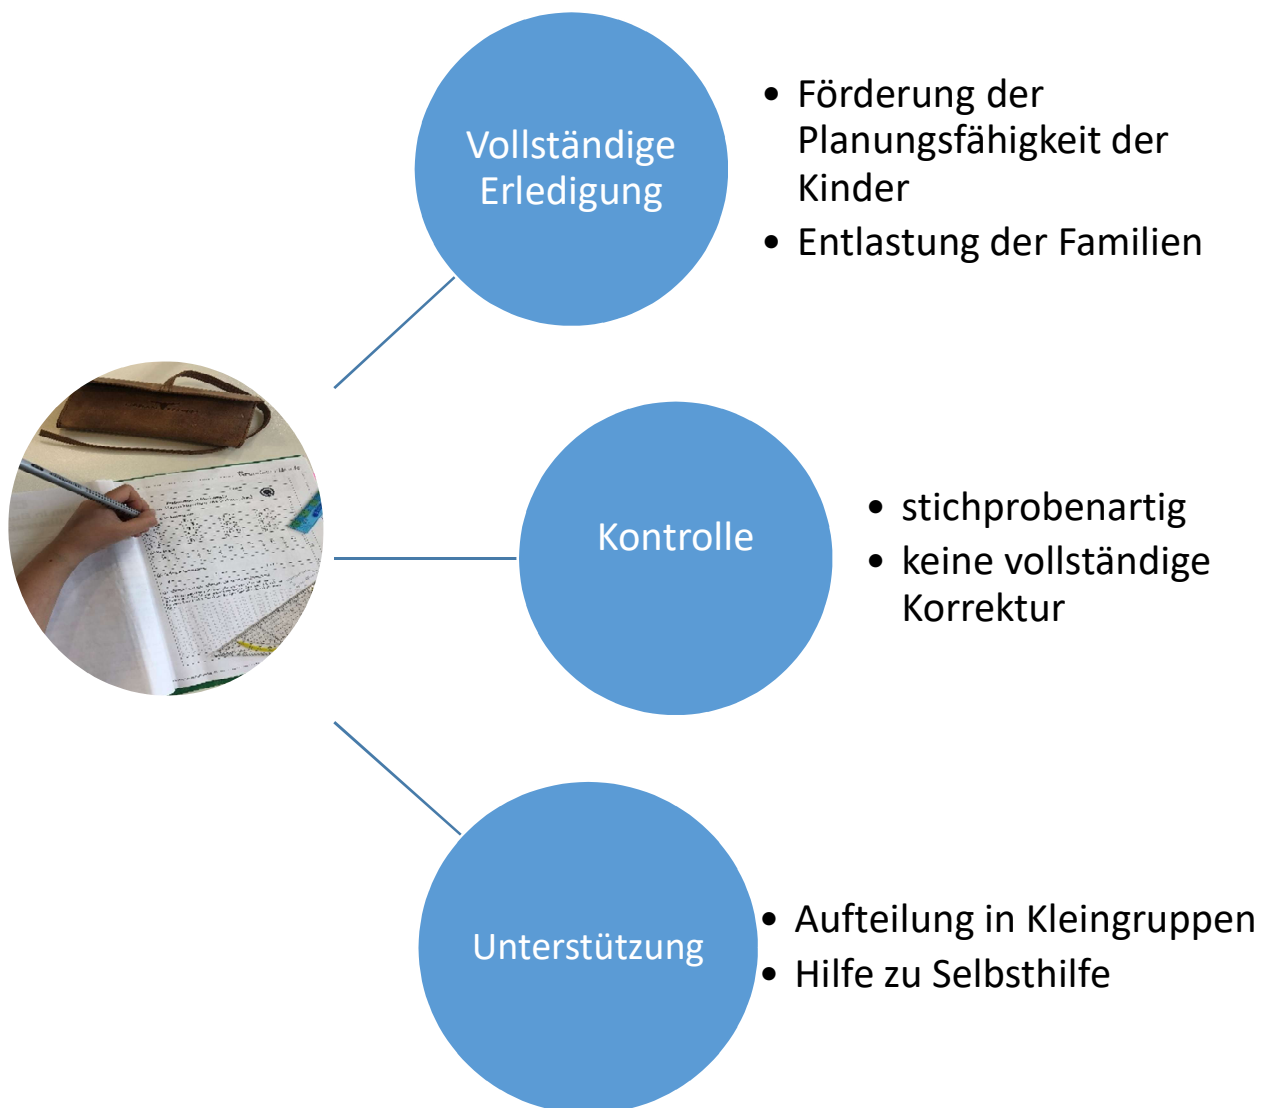 Vollständige
Erledigung
• Förderung der
Planungsfähigkeit der
Kinder
• Entlastung der Familien
Kontrolle
• stichprobenartig
• keine vollständige
Korrektur
Unterstützung
• Aufteilung in Kleingruppen
• Hilfe zu Selbsthilfe